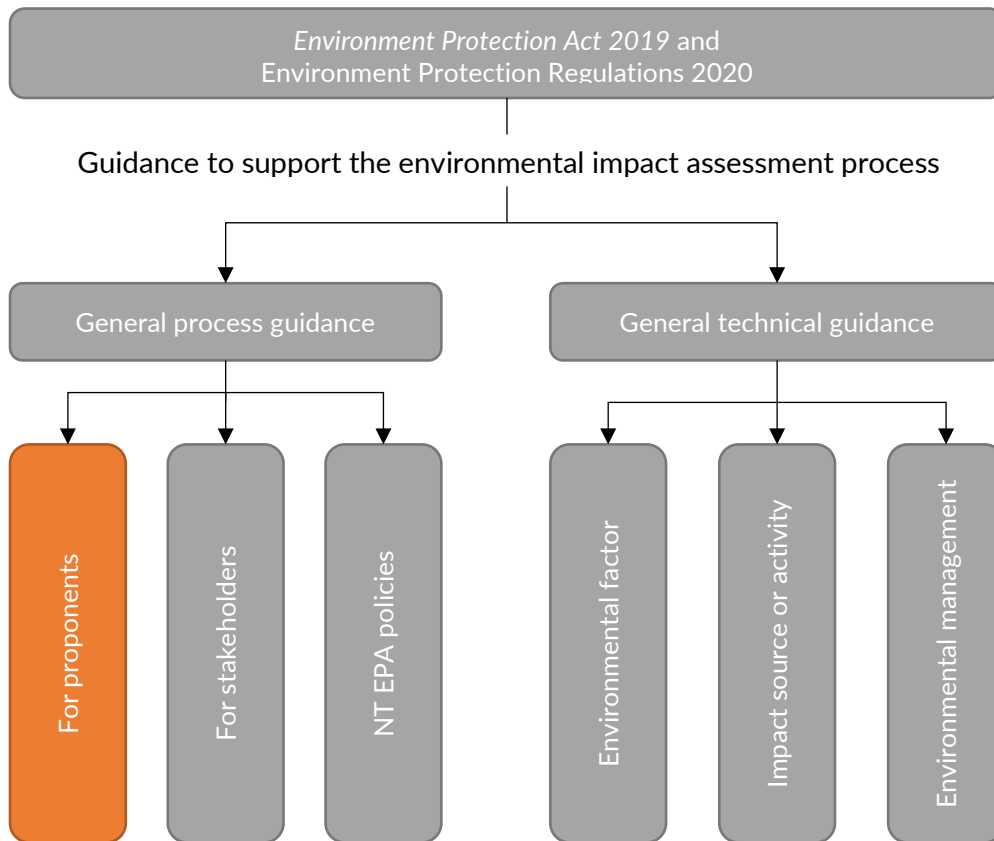 Environment Protection Act 2019 and
Environment Protection Regulations 2020
Guidance to support the environmental impact assessment process
General process guidance
General technical guidance
For proponents
For stakeholders
NT EPA policies
Environmental factor
Impact source or activity
Environmental management